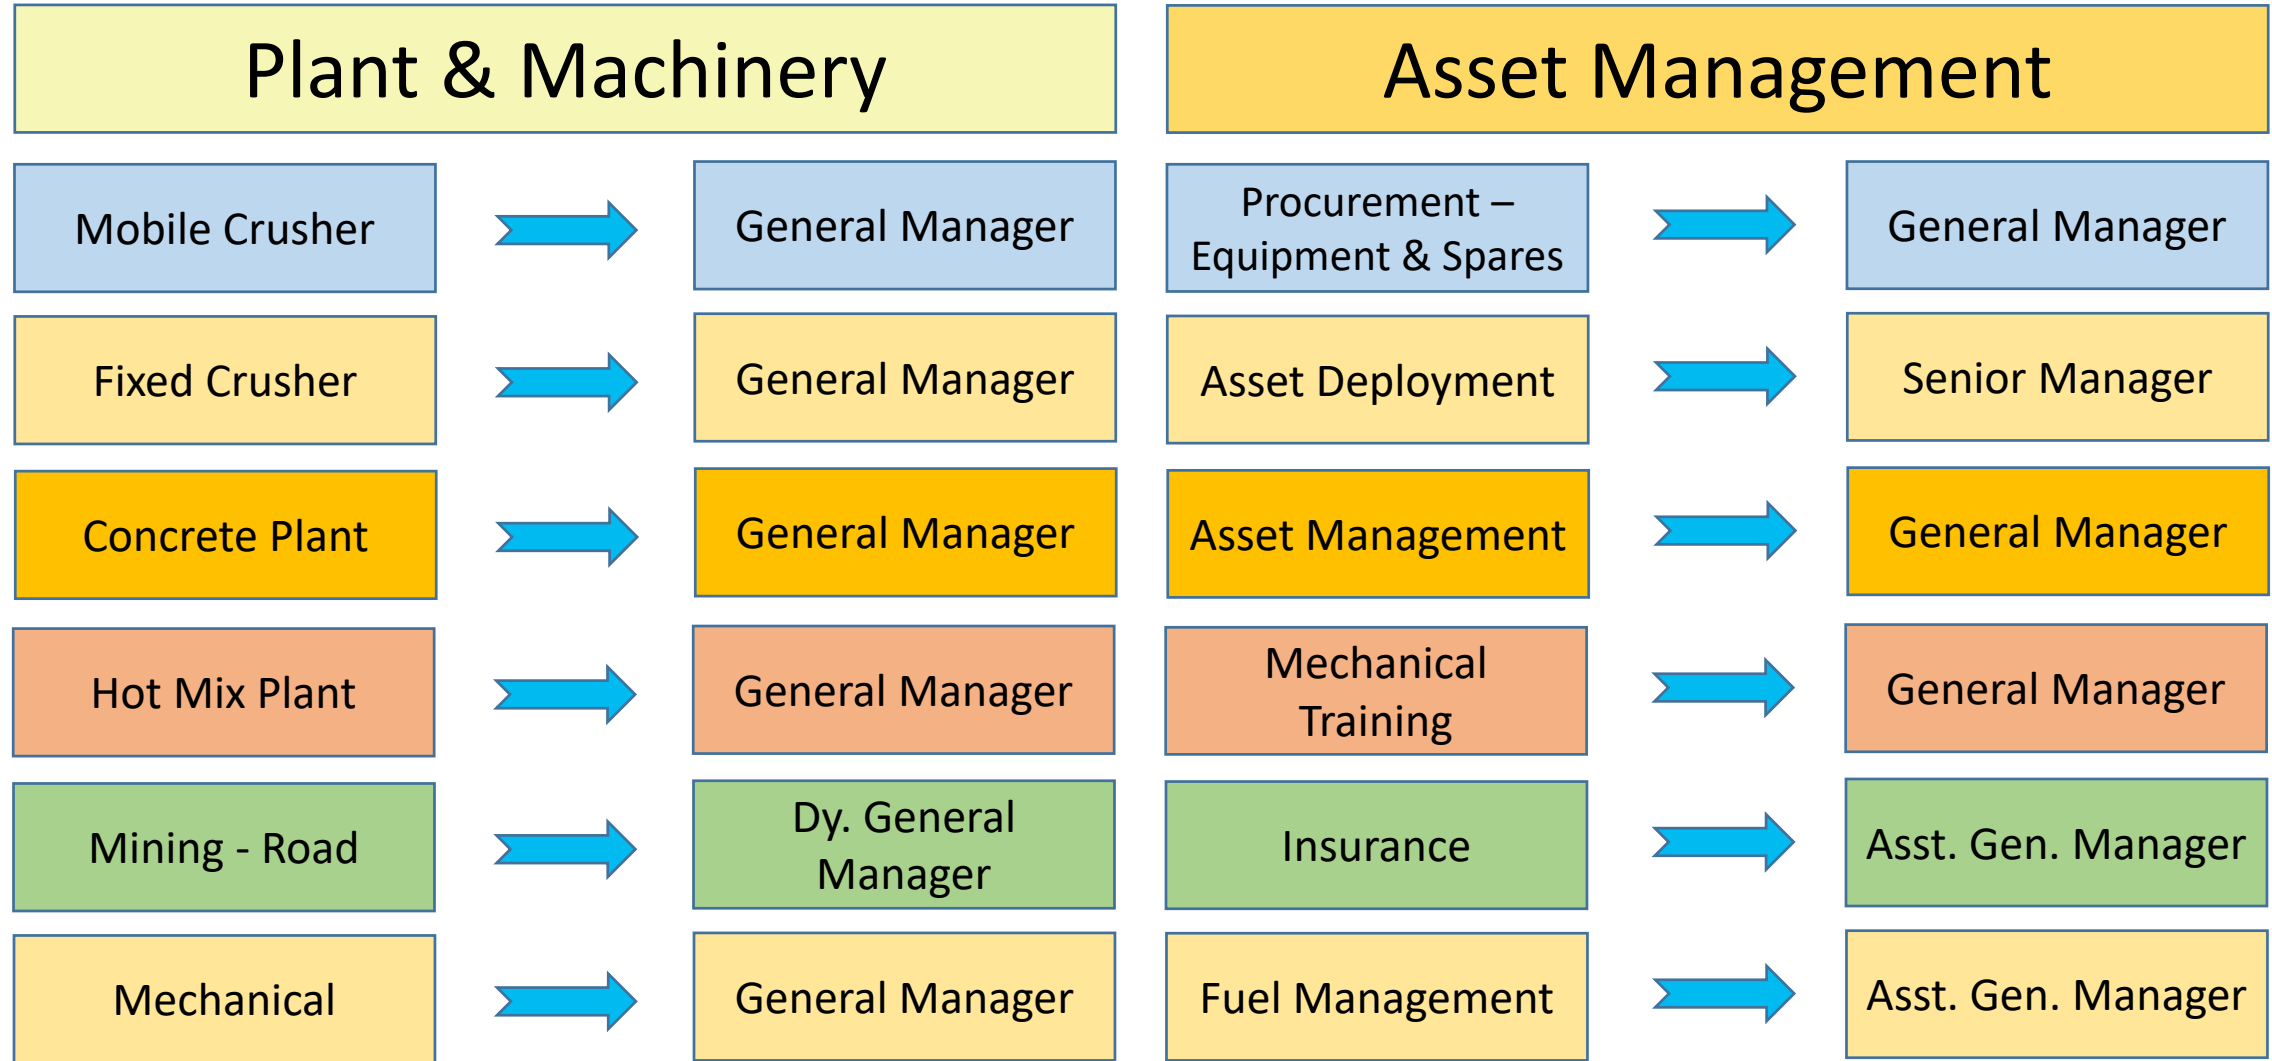 Plant & Machinery
Asset Management
Mobile Crusher
General Manager
Procurement –
Equipment & Spares
General Manager
Fixed Crusher
General Manager
Asset Deployment
Senior Manager
Concrete Plant
General Manager
Asset Management
General Manager
Hot Mix Plant
General Manager
Mechanical
Training
General Manager
Mining - Road
Dy. General
Manager
Insurance
Asst. Gen. Manager
Mechanical
General Manager
Fuel Management
Asst. Gen. Manager